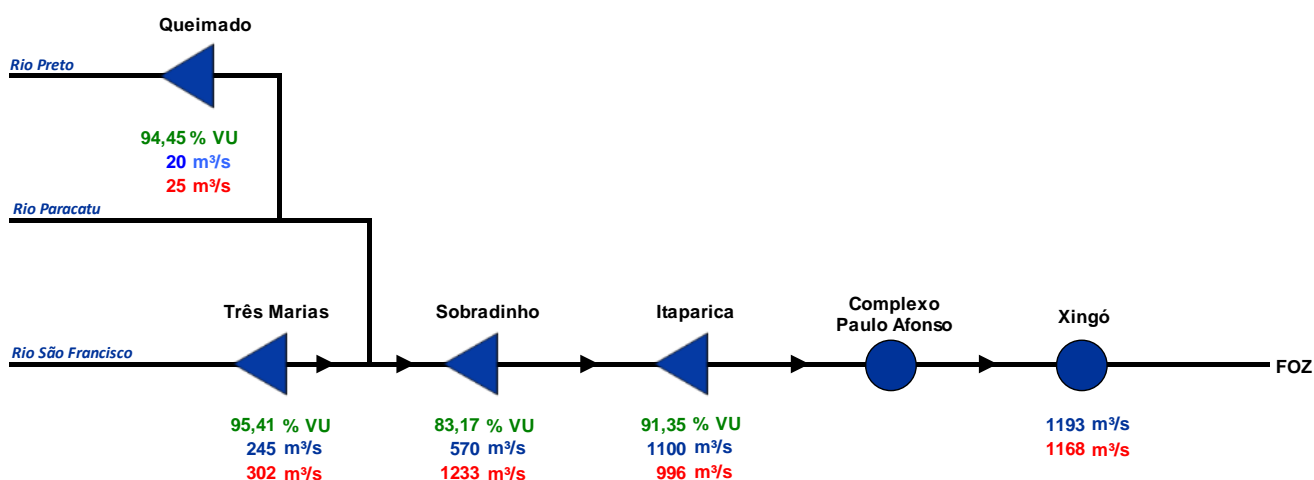 Queimado
Rio Preto
94,45 % VU
20 m³/s
25 m³/s
Rio Paracatu
Três Marias
Sobradinho
Itaparica
Complexo
Paulo Afonso
Xingó
Rio São Francisco
FOZ
95,41 % VU
245 m³/s
302 m³/s
83,17 % VU
570 m³/s
1233 m³/s
91,35 % VU
1100 m³/s
996 m³/s
1193 m³/s
1168 m³/s